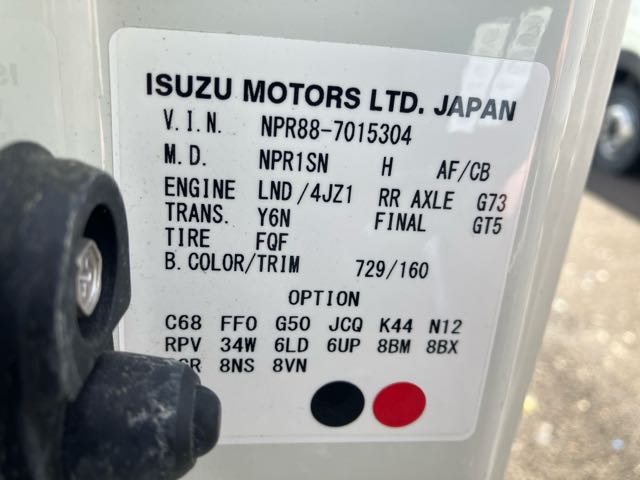 ISUZU MOTORS LTD. JAPAN
V.I.N. NPR88-7015304
M.D. NPR1SN H AF/CB
ENGINE LND/4JZ1 RR AXLE G73
TRANS. Y6N FINAL GT5
TIRE FQF
B.COLOR/TRIM 729/160
OPTION
C68 FF0 G50 JCQ K44 N12
RPV 34W 6LD 6UP 8BM 8BX
8NS 8VN